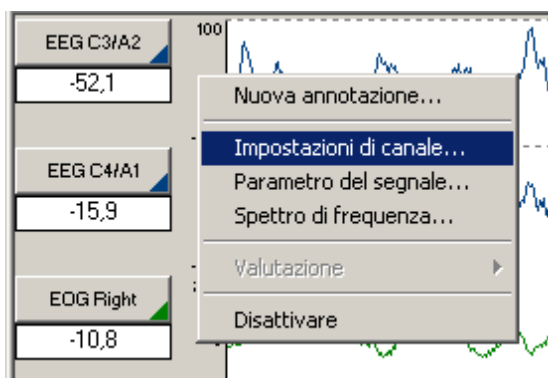 EEG C3/A2
-52,1
EEG C4/A1
-15,9
EOG Right
-10,8
100
Nuova annotazione...
Impostazioni di canale...
Parametro del segnale...
Spettro di frequenza...
Valutazione
Disattivare